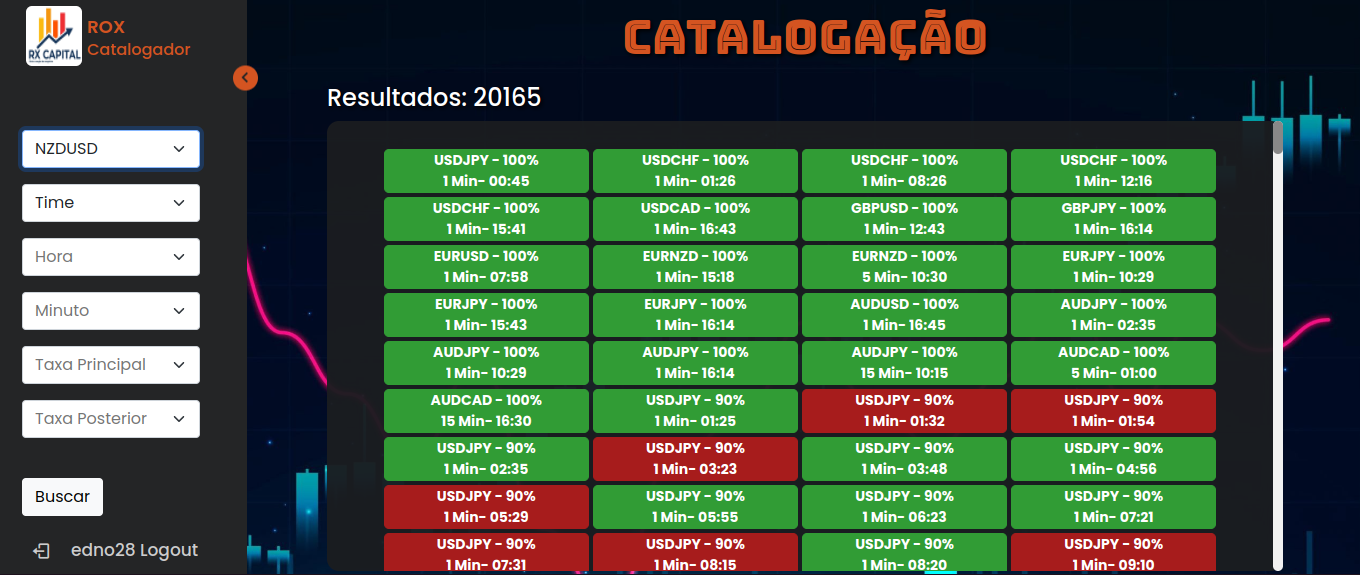 RX CAPITAL
ROX
Catalogador
NZDUSD
Time
Hora
Minuto
Taxa Principal
Taxa Posterior
Buscar
edno28 Logout
CATALOGAÇÃO
Resultados: 20165
USDJPY - 100% USDCHF - 100% USDCHF - 100% USDCHF - 100%
1 Min- 00:45 1 Min- 01:26 1 Min- 08:26 1 Min- 12:16
USDCHF - 100% USDCAD - 100% GBPUSD - 100% GBPJPY - 100%
1 Min- 15:41 1 Min- 16:43 1 Min- 12:43 1 Min- 16:14
EURUSD - 100% EURNZD - 100% EURNZD - 100% EURJPY - 100%
1 Min- 07:58 1 Min- 15:18 5 Min- 10:30 1 Min- 10:29
EURJPY - 100% EURJPY - 100% AUDUSD - 100% AUDJPY - 100%
1 Min- 15:43 1 Min- 16:14 1 Min- 16:45 1 Min- 02:35
AUDJPY - 100% AUDJPY - 100% AUDJPY - 100% AUDCAD - 100%
1 Min- 10:29 1 Min- 16:14 15 Min- 10:15 5 Min- 01:00
AUDCAD - 100% USDJPY - 90% USDJPY - 90% USDJPY - 90%
15 Min- 16:30 1 Min- 01:25 1 Min- 01:32 1 Min- 01:54
USDJPY - 90% USDJPY - 90% USDJPY - 90% USDJPY - 90%
1 Min- 02:35 1 Min- 03:23 1 Min- 03:48 1 Min- 04:56
USDJPY - 90% USDJPY - 90% USDJPY - 90% USDJPY - 90%
1 Min- 05:29 1 Min- 05:55 1 Min- 06:23 1 Min- 07:21
USDJPY - 90% USDJPY - 90% USDJPY - 90% USDJPY - 90%
1 Min- 07:31 1 Min- 08:15 1 Min- 08:20 1 Min- 09:10